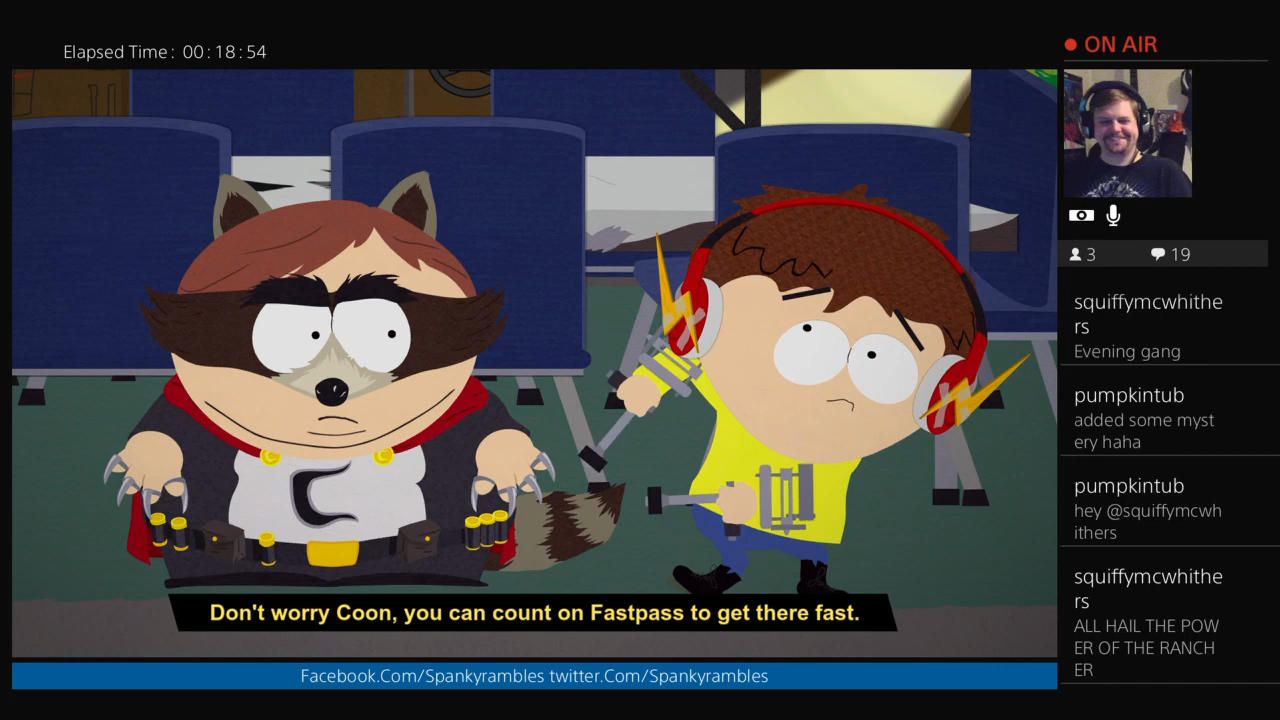 Elapsed Time: 00:18:54
ON AIR
3
19
squiffymcwhithe
rs
Evening gang
pumpkintub
added some myst
ery haha
pumpkintub
hey @squiffymcwh
ithers
squiffymcwhithe
rs
ALL HAIL THE POW
ER OF THE RANCH
ER
Don't worry Coon, you can count on Fastpass to get there fast.
Facebook.Com/Spankyrambles twitter.Com/Spankyrambles